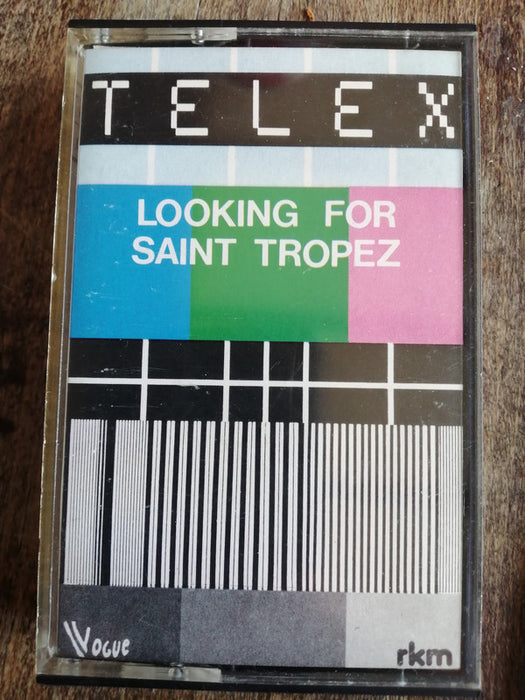 TELEX
LOOKING FOR
SAINT TROPEZ
Vogue rkm